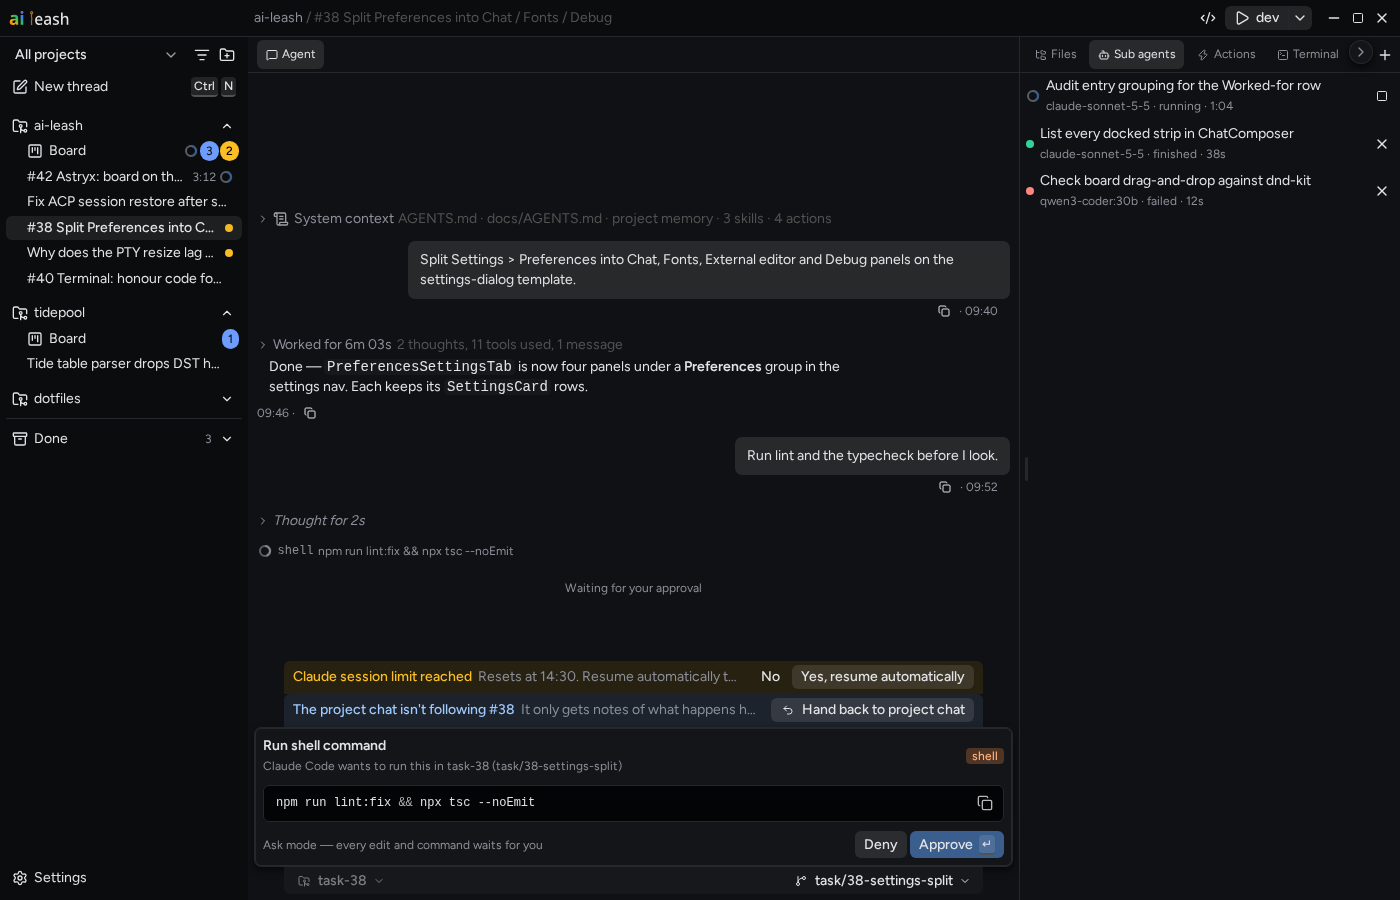 ai leash
ai-leash / #38 Split Preferences into Chat / Fonts / Debug
dev
All projects
New thread
Ctrl N
ai-leash
Board
3
2
#42 Astryx: board on th...
3:12
Fix ACP session restore after s...
#38 Split Preferences into C...
Why does the PTY resize lag ...
#40 Terminal: honour code fo...
tidepool
Board
1
Tide table parser drops DST h...
dotfiles
Done
3
Settings
Agent
System context AGENTS.md · docs/AGENTS.md · project memory · 3 skills · 4 actions
Split Settings > Preferences into Chat, Fonts, External editor and Debug panels on the
settings-dialog template.
· 09:40
Worked for 6m 03s 2 thoughts, 11 tools used, 1 message
Done — PreferencesSettingsTab is now four panels under a Preferences group in the
settings nav. Each keeps its SettingsCard rows.
09:46 ·
Run lint and the typecheck before I look.
· 09:52
Thought for 2s
shell npm run lint:fix && npx tsc --noEmit
Waiting for your approval
Claude session limit reached Resets at 14:30. Resume automatically t...
No
Yes, resume automatically
The project chat isn't following #38 It only gets notes of what happens h...
Hand back to project chat
Run shell command
Claude Code wants to run this in task-38 (task/38-settings-split)
shell
npm run lint:fix && npx tsc --noEmit
Ask mode — every edit and command waits for you
Deny
Approve ↵
task-38
task/38-settings-split
Files
Sub agents
Actions
Terminal
Audit entry grouping for the Worked-for row
claude-sonnet-5-5 · running · 1:04
List every docked strip in ChatComposer
claude-sonnet-5-5 · finished · 38s
Check board drag-and-drop against dnd-kit
qwen3-coder:30b · failed · 12s